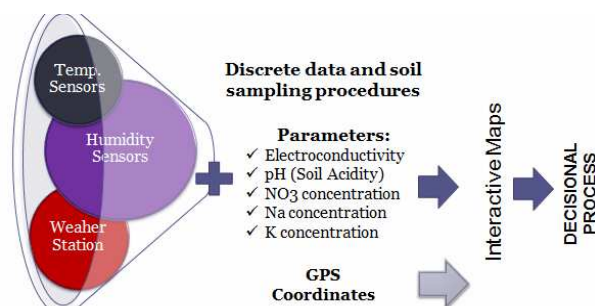 Temp.
Sensors
Humidity
Sensors
Weaher
Station
Discrete data and soil
sampling procedures
Parameters:
✓ Electroconductivity
✓ pH (Soil Acidity)
✓ NO3 concentration
✓ Na concentration
✓ K concentration
GPS
Coordinates
Interactive Maps
DECISIONAL
PROCESS